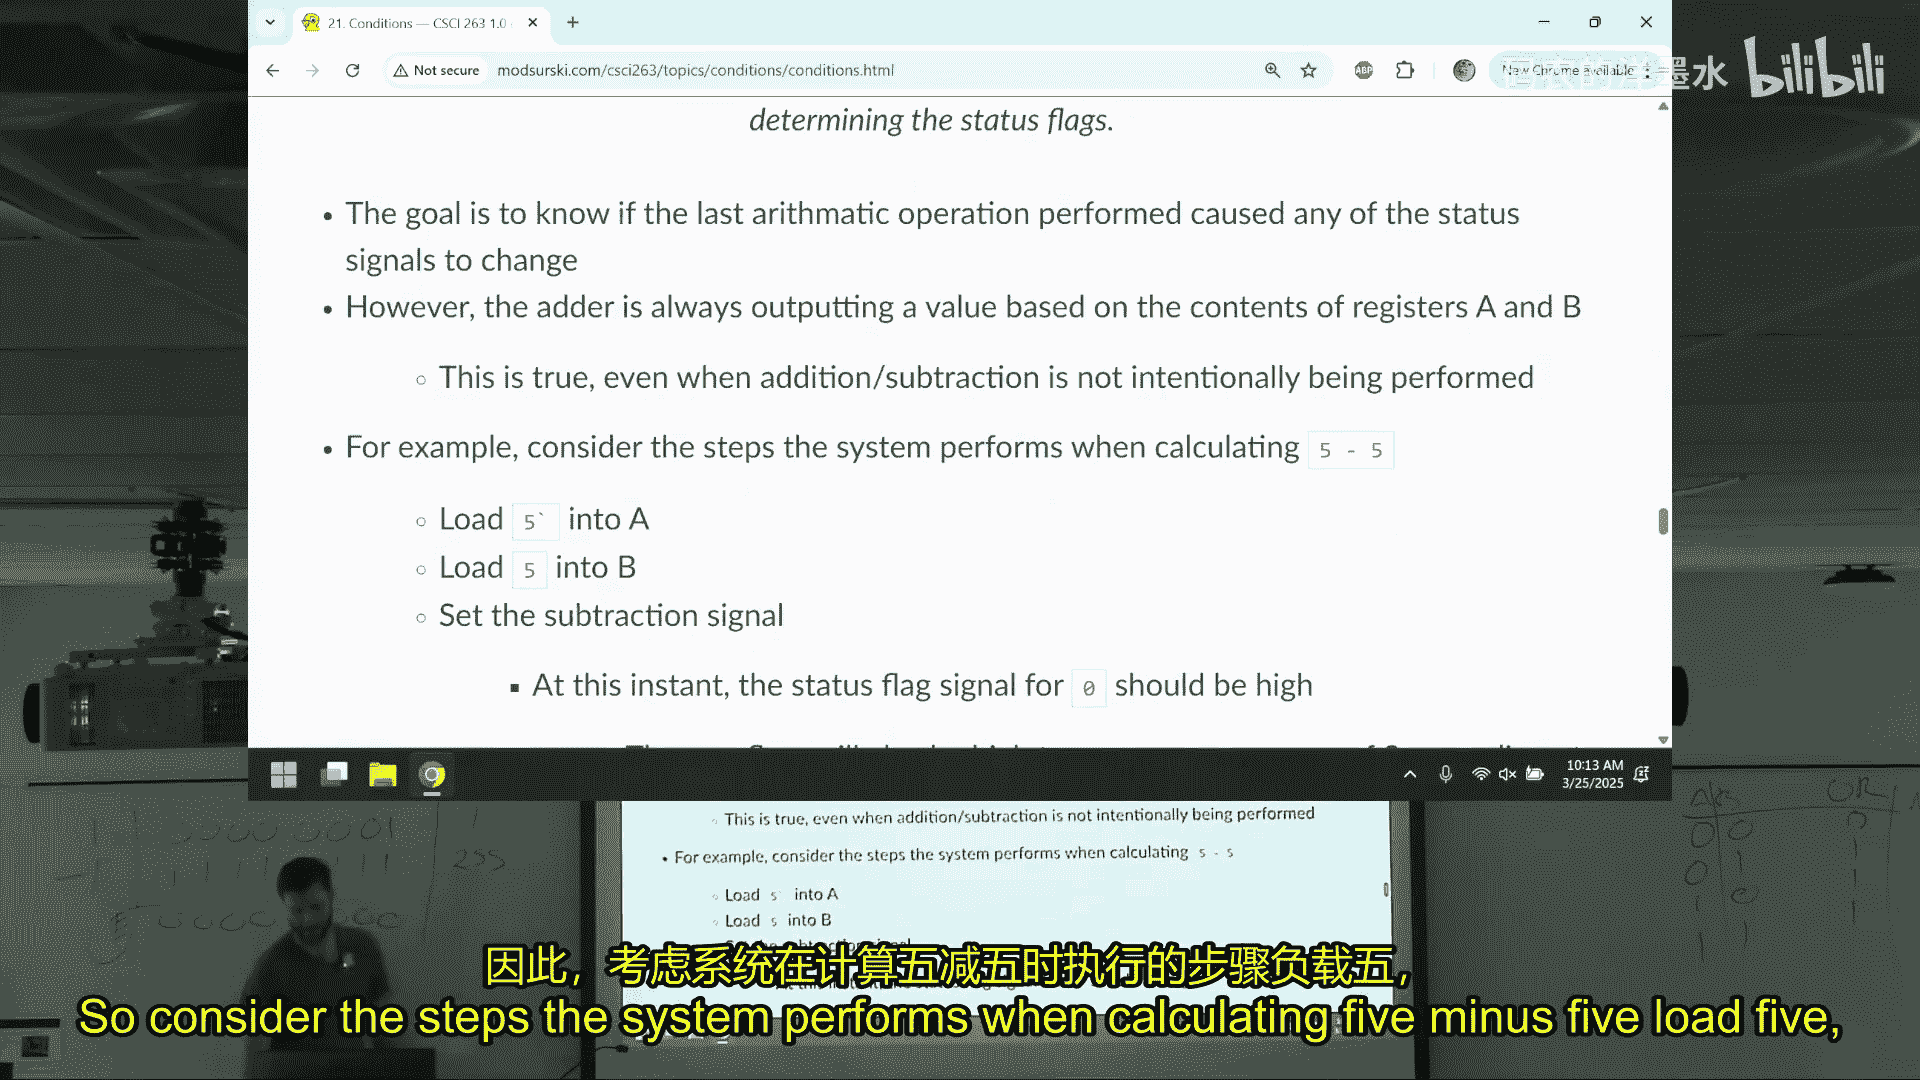 21. Conditions — CSCI 263 1.0
Not secure
modsurski.com/csci263/topics/conditions/conditions.html
ABP
New Chrome available
墨水
bilibili
determining the status flags.
• The goal is to know if the last arithmatic operation performed caused any of the status
signals to change
• However, the adder is always outputting a value based on the contents of registers A and B
◦ This is true, even when addition/subtraction is not intentionally being performed
• For example, consider the steps the system performs when calculating 5 - 5
◦ Load 5` into A
◦ Load 5 into B
◦ Set the subtraction signal
▪ At this instant, the status flag signal for 0 should be high
10:13 AM
3/25/2025
◦ This is true, even when addition/subtraction is not intentionally being performed
• For example, consider the steps the system performs when calculating 5 - 5
◦ Load 5` into A
◦ Load 5 into B
255
OR
因此，考虑系统在计算五减五时执行的步骤负载五，
So consider the steps the system performs when calculating five minus five load five,